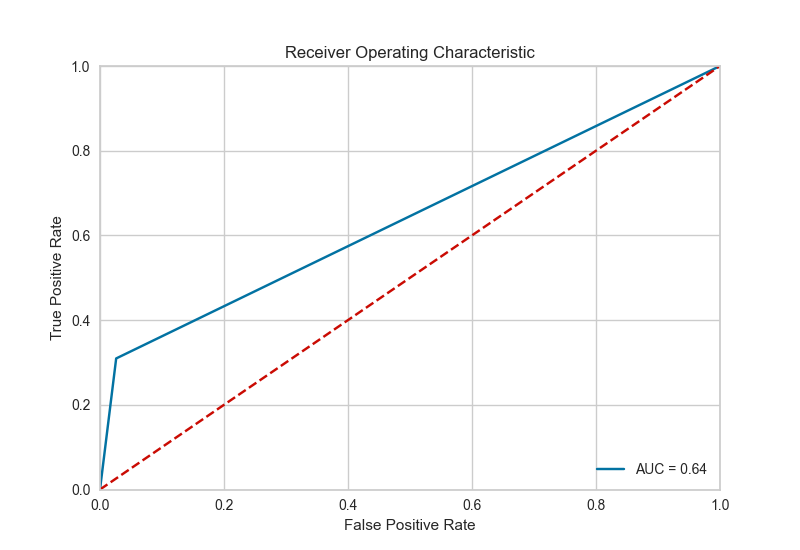 Receiver Operating Characteristic
1.0
0.8
0.6
0.4
0.2
0.0
True Positive Rate
AUC = 0.64
0.0 0.2 0.4 0.6 0.8 1.0
False Positive Rate